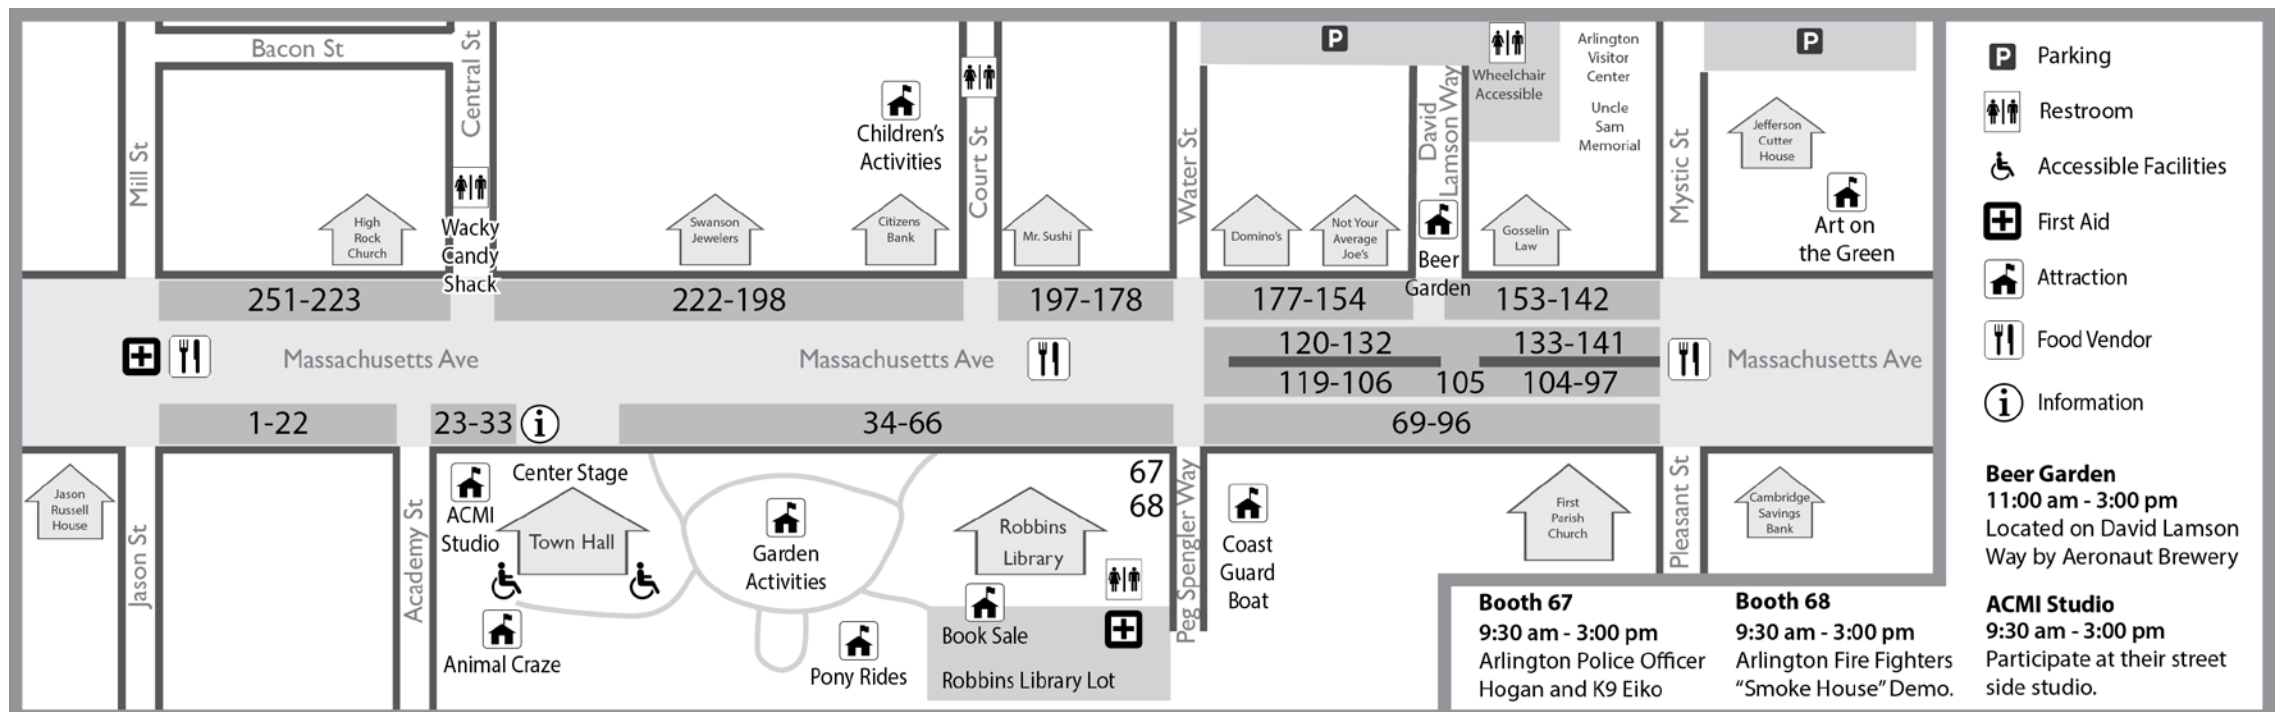 Bacon St
Central St
Mill St
High
Rock
Church
Wacky
Candy
Shack
Swanson
Jewelers
Children's
Activities
Citizens
Bank
Court St
Mr. Sushi
Water St
P
Domino's
Not Your
Average
Joe's
David
Lamson Way
Beer
Garden
Wheelchair
Accessible
Arlington
Visitor
Center
Uncle
Sam
Memorial
Gosselin
Law
Mystic St
P
Jefferson
Cutter
House
Art on
the Green
251-223
222-198
197-178
177-154
153-142
Massachusetts Ave
Massachusetts Ave
120-132
133-141
119-106
105
104-97
Massachusetts Ave
1-22
23-33
i
34-66
69-96
Jason
Russell
House
Jason St
Academy St
ACMI
Studio
Center Stage
Town Hall
Animal Craze
Garden
Activities
Pony Rides
Robbins
Library
67
68
Book Sale
Robbins Library Lot
Peg Spengler Way
Coast
Guard
Boat
First
Parish
Church
Pleasant St
Cambridge
Savings
Bank
P Parking
Restroom
Accessible Facilities
First Aid
Attraction
Food Vendor
i Information
Beer Garden
11:00 am - 3:00 pm
Located on David Lamson
Way by Aeronaut Brewery
ACMI Studio
9:30 am - 3:00 pm
Participate at their street
side studio.
Booth 67
9:30 am - 3:00 pm
Arlington Police Officer
Hogan and K9 Eiko
Booth 68
9:30 am - 3:00 pm
Arlington Fire Fighters
“Smoke House” Demo.